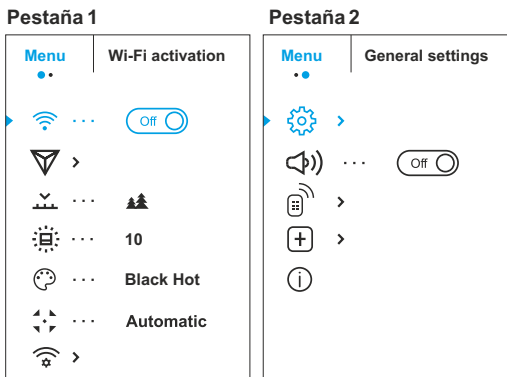 Pestaña 1
Menu
Wi-Fi activation
Off
10
Black Hot
Automatic
Pestaña 2
Menu
General settings
Off